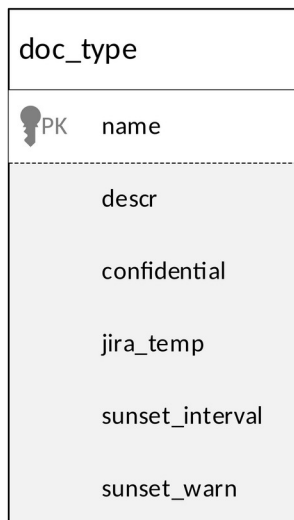 doc_type
PK name
descr
confidential
jira_temp
sunset_interval
sunset_warn